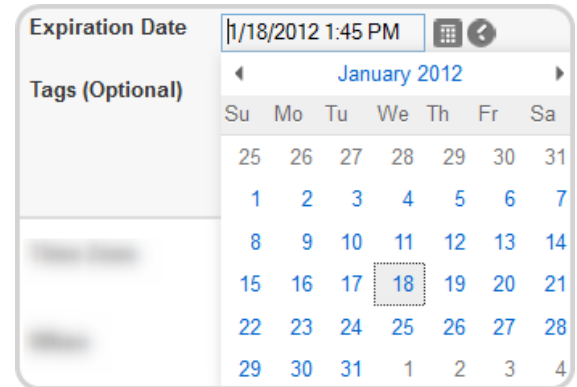 Expiration Date 1/18/2012 1:45 PM
Tags (Optional)
January 2012
Su Mo Tu We Th Fr Sa
25 26 27 28 29 30 31
1 2 3 4 5 6 7
8 9 10 11 12 13 14
15 16 17 18 19 20 21
22 23 24 25 26 27 28
29 30 31 1 2 3 4